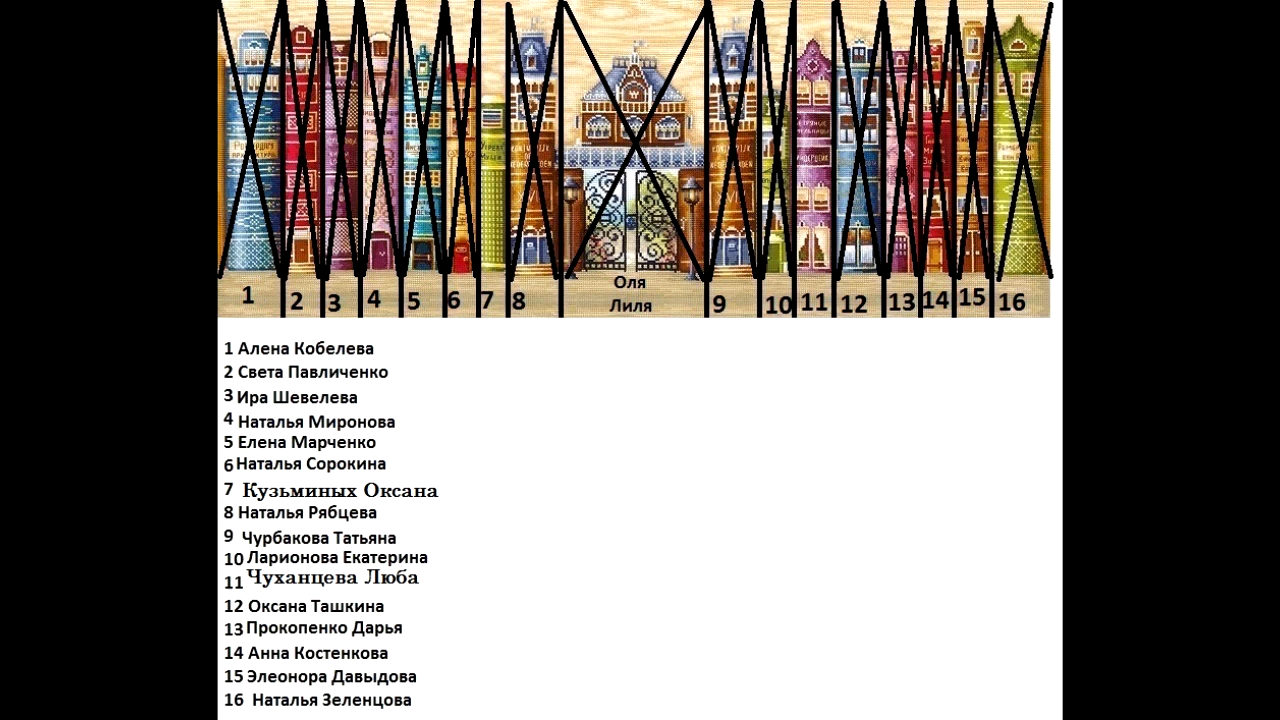 1
2
3
4
5
6
7
8
Оля
Лиля
9
10
11
12
13
14
15
16
1 Алена Кобелева
2 Света Павличенко
3 Ира Шевелева
4 Наталья Миронова
5 Елена Марченко
6 Наталья Сорокина
7 Кузьминых Оксана
8 Наталья Рябцева
9 Чурбакова Татьяна
10 Ларионова Екатерина
11 Чуханцева Люба
12 Оксана Ташкина
13 Прокопенко Дарья
14 Анна Костенкова
15 Элеонора Давыдова
16 Наталья Зеленцова